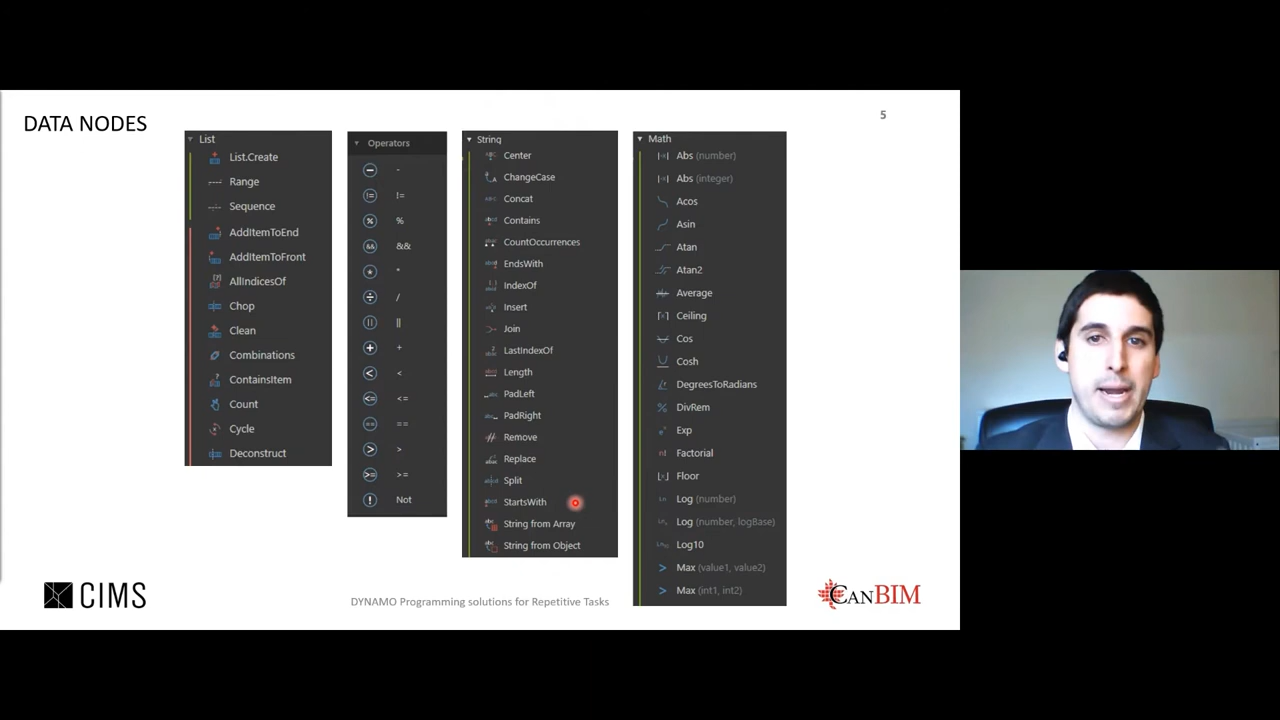 DATA NODES
5
List
List.Create
Range
Sequence
AddItemToEnd
AddItemToFront
AllIndicesOf
Chop
Clean
Combinations
ContainsItem
Count
Cycle
Deconstruct
Operators
-
!=
%
&&
*
/
||
+
<
<=
==
>
>=
Not
String
Center
ChangeCase
Concat
Contains
CountOccurrences
EndsWith
IndexOf
Insert
Join
LastIndexOf
Length
PadLeft
PadRight
Remove
Replace
Split
StartsWith
String from Array
String from Object
Math
Abs (number)
Abs (integer)
Acos
Asin
Atan
Atan2
Average
Ceiling
Cos
Cosh
DegreesToRadians
DivRem
Exp
Factorial
Floor
Log (number)
Log (number, logBase)
Log10
Max (value1, value2)
Max (int1, int2)
CIMS
DYNAMO Programming solutions for Repetitive Tasks
CANBIM